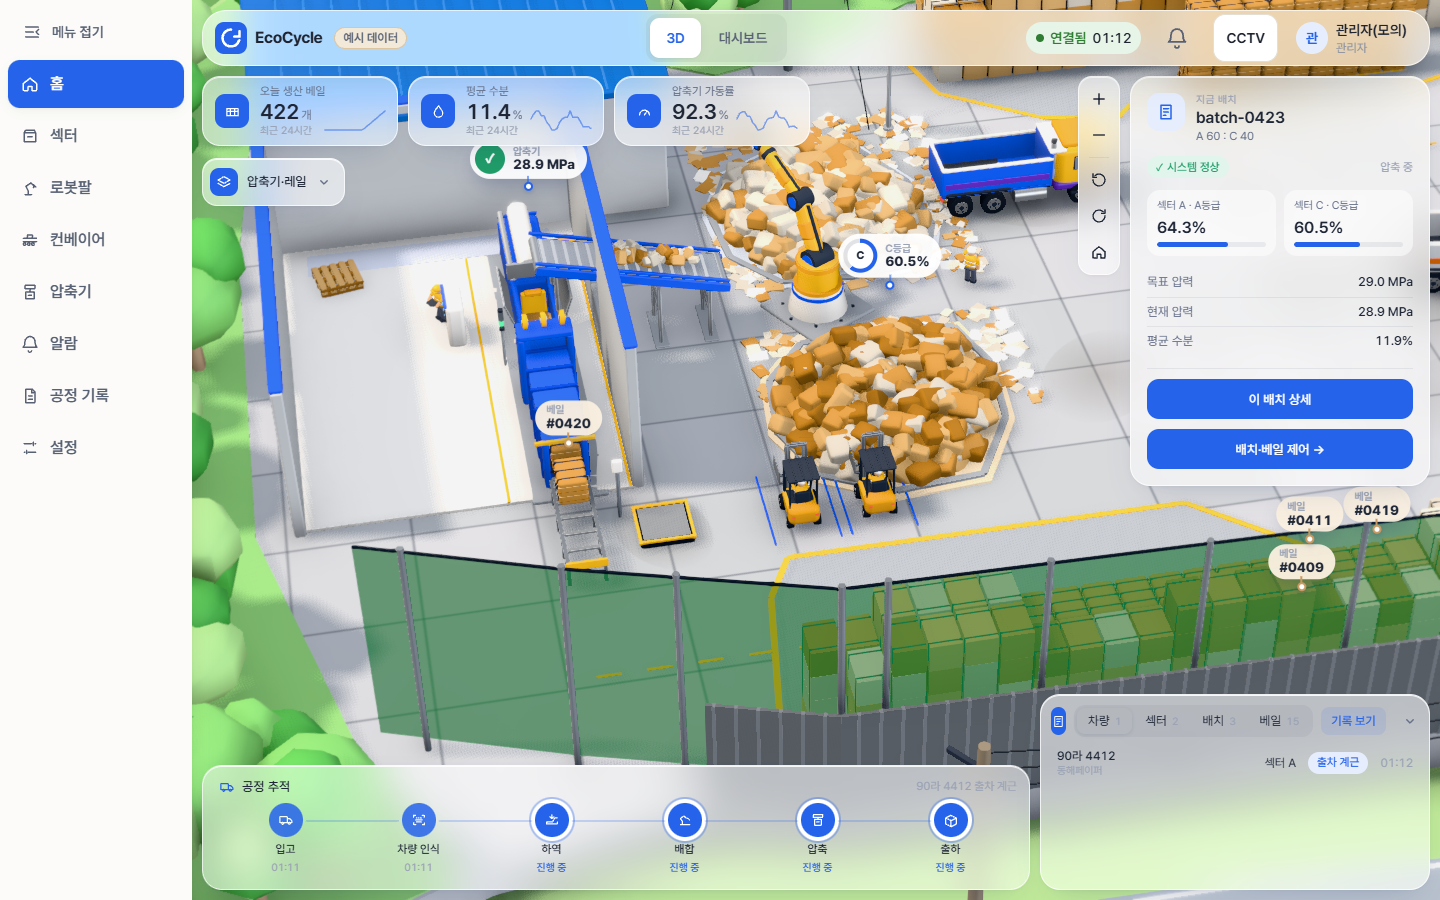 메뉴 접기
홈
섹터
로봇팔
컨베이어
압축기
알람
공정 기록
설정
EcoCycle
예시 데이터
3D
대시보드
연결됨 01:12
CCTV
관
관리자(모의)
관리자
오늘 생산 베일
422개
최근 24시간
평균 수분
11.4%
최근 24시간
압축기 가동률
92.3%
최근 24시간
압축기·레일
압축기
28.9 MPa
C
C등급
60.5%
베일
#0420
베일
#0411
베일
#0419
베일
#0409
지금 배치
batch-0423
A 60 : C 40
✓ 시스템 정상
압축 중
섹터 A · A등급
64.3%
섹터 C · C등급
60.5%
목표 압력 29.0 MPa
현재 압력 28.9 MPa
평균 수분 11.9%
이 배치 상세
배치·베일 제어 →
공정 추적
90라 4412 출차 계근
입고
01:11
차량 인식
01:11
하역
진행 중
배합
진행 중
압축
진행 중
출하
진행 중
차량 1
섹터 2
배치 3
베일 15
기록 보기
90라 4412
동해페이퍼
섹터 A
출차 계근
01:12